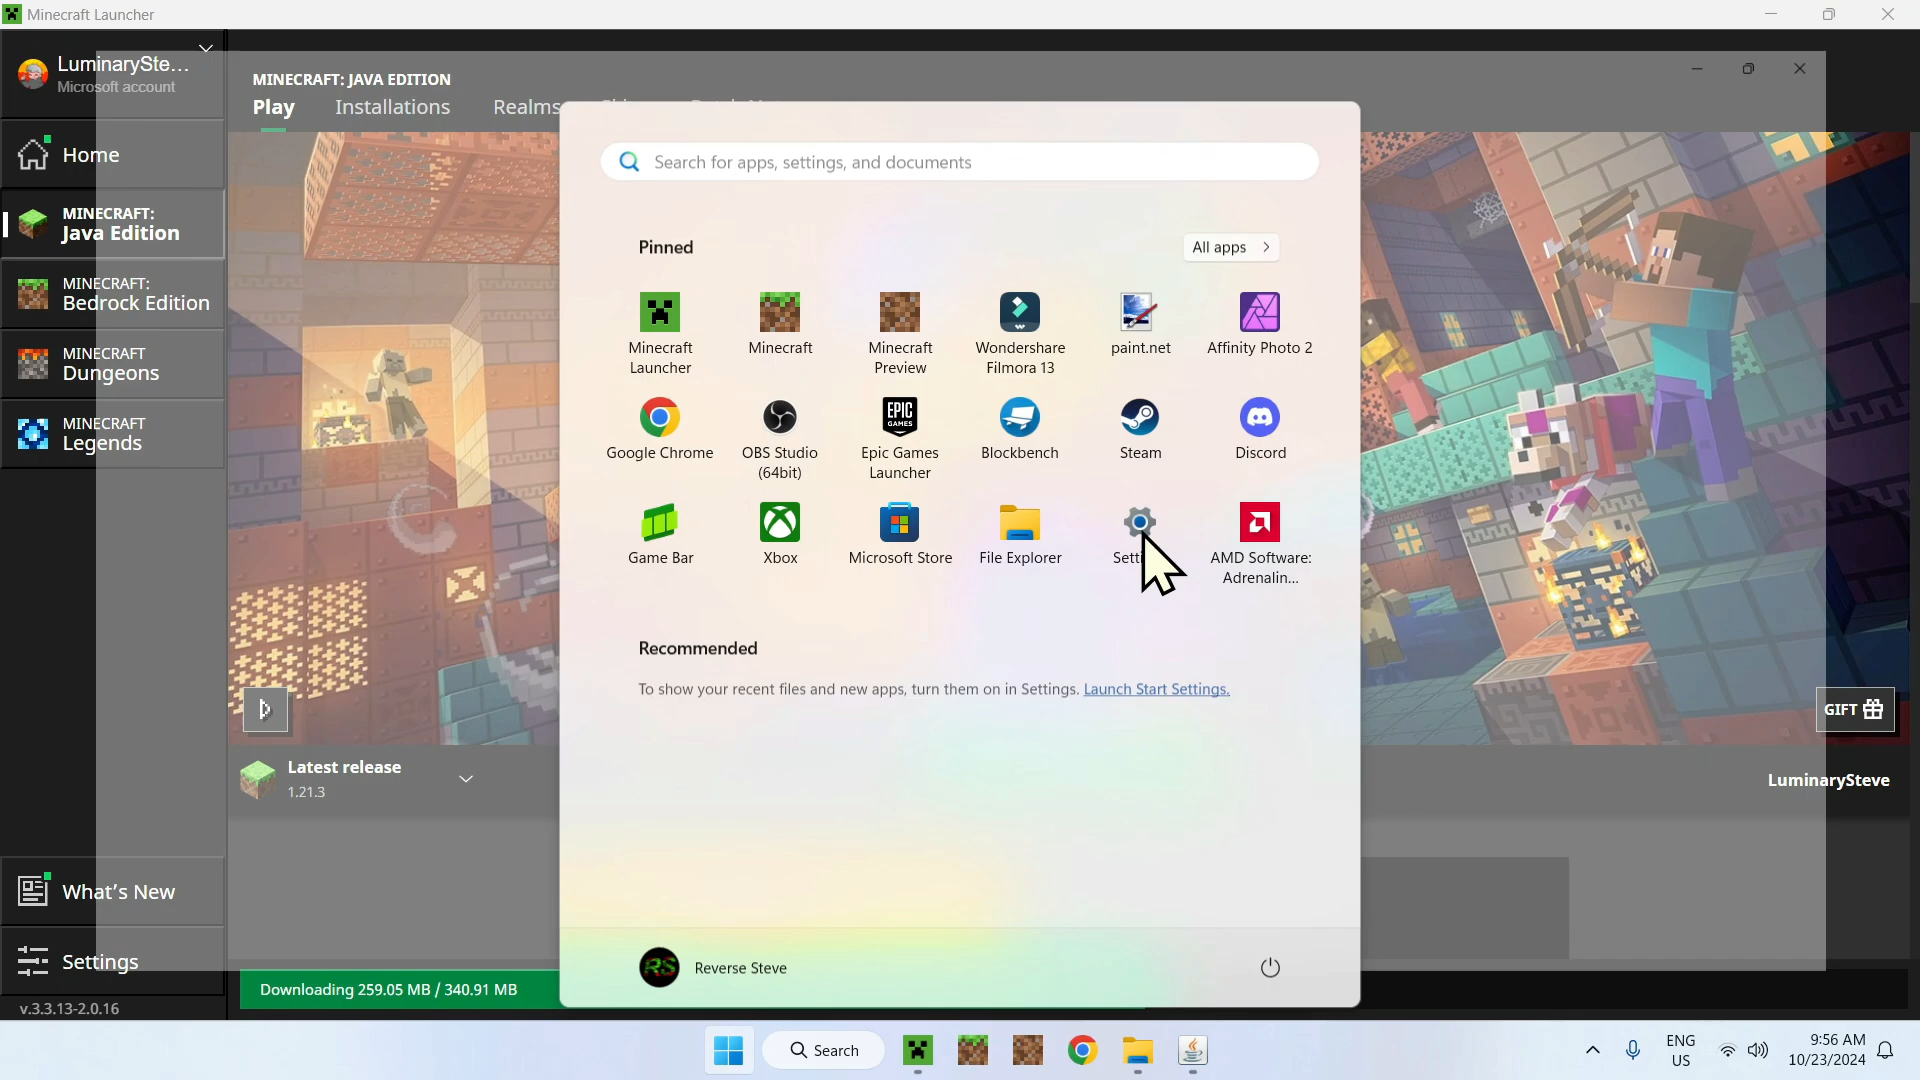 Minecraft Launcher
LuminarySte...
Microsoft account
MINECRAFT: JAVA EDITION
Play Installations Realms
Home
MINECRAFT:
Java Edition
MINECRAFT:
Bedrock Edition
MINECRAFT
Dungeons
MINECRAFT
Legends
Search for apps, settings, and documents
Pinned
All apps >
Minecraft
Launcher
Minecraft
Minecraft
Preview
Wondershare
Filmora 13
paint.net
Affinity Photo 2
EPIC
GAMES
Google Chrome
OBS Studio
(64bit)
Epic Games
Launcher
Blockbench
Steam
Discord
Game Bar
Xbox
Microsoft Store
File Explorer
AMD Software:
Adrenalin...
Recommended
To show your recent files and new apps, turn them on in Settings. Launch Start Settings.
GIFT
Latest release
1.21.3
LuminarySteve
What's New
Settings
v.3.3.13-2.0.16
Downloading 259.05 MB / 340.91 MB
RS
Reverse Steve
Search
ENG
US
9:56 AM
10/23/2024